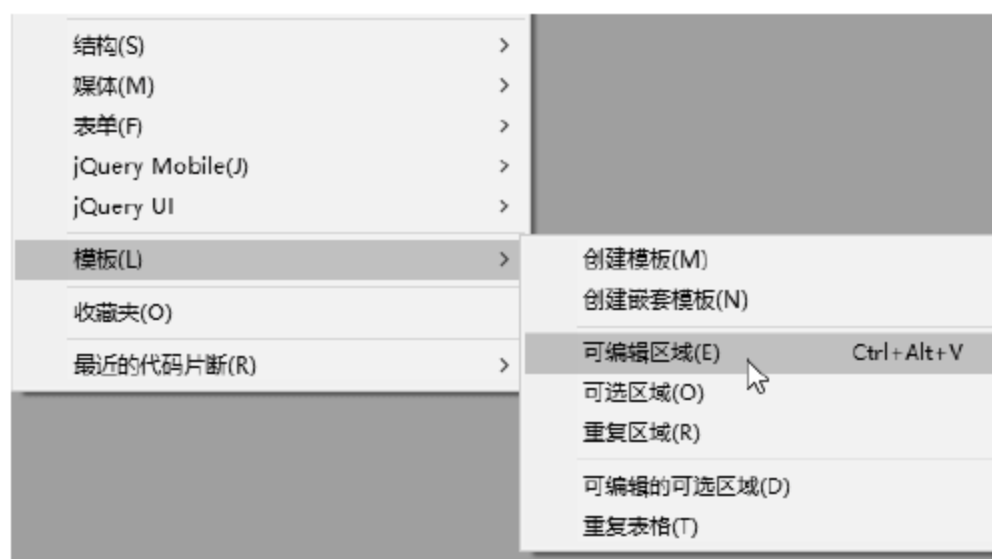 结构(S)
媒体(M)
表单(F)
jQuery Mobile(J)
jQuery UI
模板(L)
收藏夹(O)
最近的代码片断(R)
创建模板(M)
创建嵌套模板(N)
可编辑区域(E) Ctrl+Alt+V
可选区域(O)
重复区域(R)
可编辑的可选区域(D)
重复表格(T)